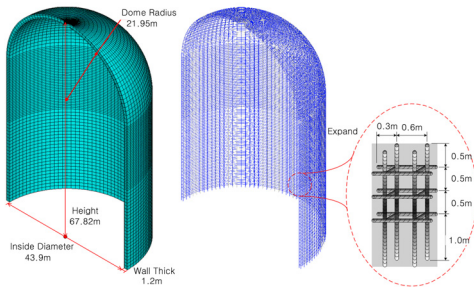 Dome Radius
21.95m
Expand
0.3m
0.6m
0.5m
0.5m
0.5m
1.0m
Height
67.82m
Inside Diameter
43.9m
Wall Thick
1.2m